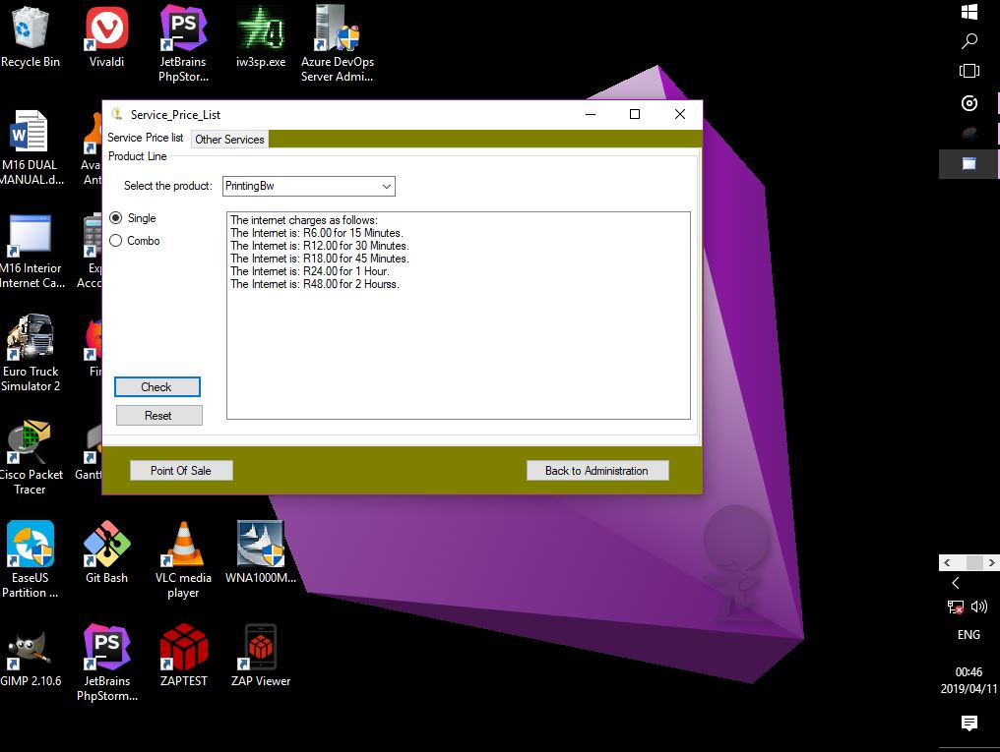 Recycle Bin
Vivaldi
PS
JetBrains
PhpStor...
iw3sp.exe
Azure DevOps
Server Admi...
Service_Price_List
Service Price list
Other Services
Product Line
Select the product:
PrintingBw
Single
Combo
The internet charges as follows:
The Internet is: R6.00 for 15 Minutes.
The Internet is: R12.00 for 30 Minutes.
The Internet is: R18.00 for 45 Minutes.
The Internet is: R24.00 for 1 Hour.
The Internet is: R48.00 for 2 Hourss.
Check
Reset
Point Of Sale
Back to Administration
W
M16 DUAL
MANUAL.d...
Ava
Ant
M16 Interior
Internet Ca...
Exp
Acco
Euro Truck
Simulator 2
Fir
Cisco Packet
Tracer
Gantt
EaseUS
Partition ...
Git Bash
VLC media
player
WNA1000M...
GIMP 2.10.6
PS
JetBrains
PhpStorm...
ZAPTEST
ZAP Viewer
ENG
00:46
2019/04/11